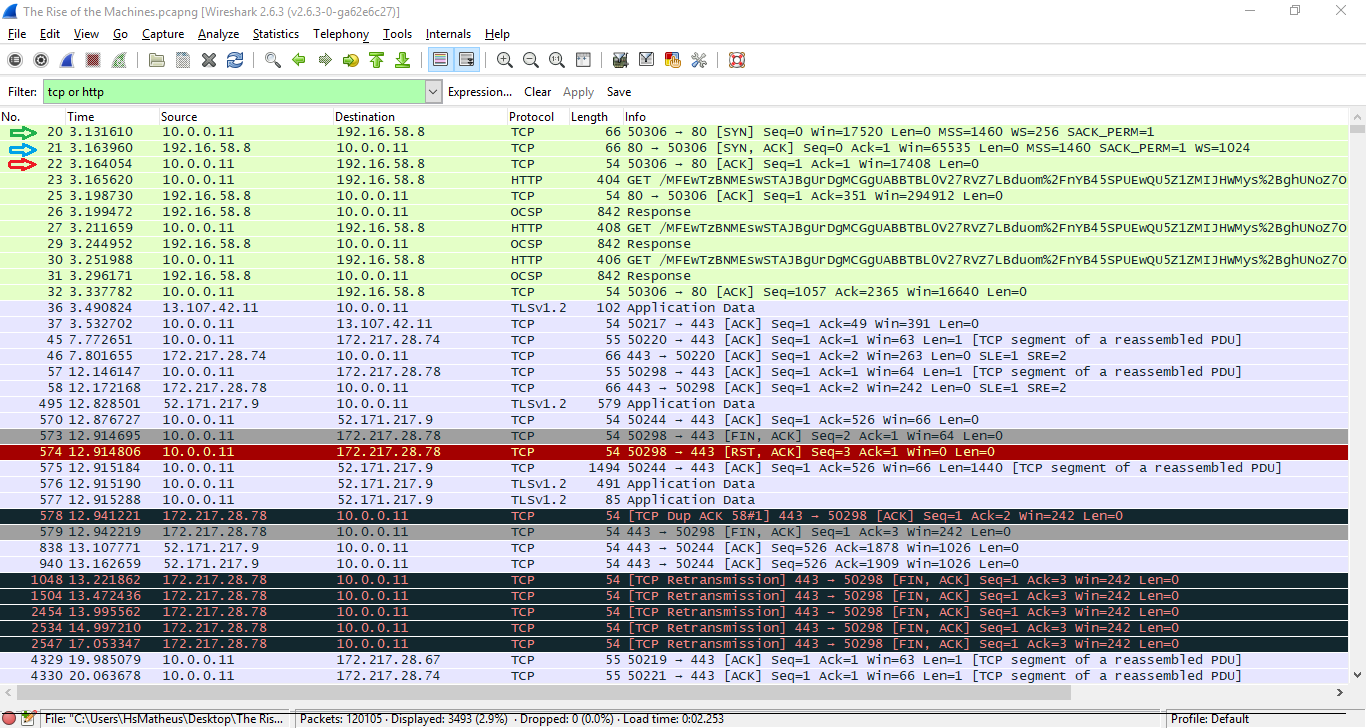 The Rise of the Machines.pcapng [Wireshark 2.6.3 (v2.6.3-0-ga62e6c27)]
File Edit View Go Capture Analyze Statistics Telephony Tools Internals Help
Filter: tcp or http Expression... Clear Apply Save
No. Time Source Destination Protocol Length Info
20 3.131610 10.0.0.11 192.16.58.8 TCP 66 50306 → 80 [SYN] Seq=0 Win=17520 Len=0 MSS=1460 WS=256 SACK_PERM=1
21 3.163960 192.16.58.8 10.0.0.11 TCP 66 80 → 50306 [SYN, ACK] Seq=0 Ack=1 Win=65535 Len=0 MSS=1460 SACK_PERM=1 WS=1024
22 3.164054 10.0.0.11 192.16.58.8 TCP 54 50306 → 80 [ACK] Seq=1 Ack=1 Win=17408 Len=0
23 3.165620 10.0.0.11 192.16.58.8 HTTP 404 GET /MFEwTzBNMEswSTAJBgUrDgMCGgUABBTBL0V27RVZ7LBduom%2FnYB45SPUEwQU5Z1ZMIJHWMys%2BghUNoZ7O
25 3.198730 192.16.58.8 10.0.0.11 TCP 54 80 → 50306 [ACK] Seq=1 Ack=351 Win=294912 Len=0
26 3.199472 192.16.58.8 10.0.0.11 OCSP 842 Response
27 3.211659 10.0.0.11 192.16.58.8 HTTP 408 GET /MFEwTzBNMEswSTAJBgUrDgMCGgUABBTBL0V27RVZ7LBduom%2FnYB45SPUEwQU5Z1ZMIJHWMys%2BghUNoZ7O
29 3.244952 192.16.58.8 10.0.0.11 OCSP 842 Response
30 3.251988 10.0.0.11 192.16.58.8 HTTP 406 GET /MFEwTzBNMEswSTAJBgUrDgMCGgUABBTBL0V27RVZ7LBduom%2FnYB45SPUEwQU5Z1ZMIJHWMys%2BghUNoZ7O
31 3.296171 192.16.58.8 10.0.0.11 OCSP 842 Response
32 3.337782 10.0.0.11 192.16.58.8 TCP 54 50306 → 80 [ACK] Seq=1057 Ack=2365 Win=16640 Len=0
36 3.490824 13.107.42.11 10.0.0.11 TLSv1.2 102 Application Data
37 3.532702 10.0.0.11 13.107.42.11 TCP 54 50217 → 443 [ACK] Seq=1 Ack=49 Win=391 Len=0
45 7.772651 10.0.0.11 172.217.28.74 TCP 55 50220 → 443 [ACK] Seq=1 Ack=1 Win=63 Len=1 [TCP segment of a reassembled PDU]
46 7.801655 172.217.28.74 10.0.0.11 TCP 66 443 → 50220 [ACK] Seq=1 Ack=2 Win=263 Len=0 SLE=1 SRE=2
57 12.146147 10.0.0.11 172.217.28.78 TCP 55 50298 → 443 [ACK] Seq=1 Ack=1 Win=64 Len=1 [TCP segment of a reassembled PDU]
58 12.172168 172.217.28.78 10.0.0.11 TCP 66 443 → 50298 [ACK] Seq=1 Ack=2 Win=242 Len=0 SLE=1 SRE=2
495 12.828501 52.171.217.9 10.0.0.11 TLSv1.2 579 Application Data
570 12.876727 10.0.0.11 52.171.217.9 TCP 54 50244 → 443 [ACK] Seq=1 Ack=526 Win=66 Len=0
573 12.914695 10.0.0.11 172.217.28.78 TCP 54 50298 → 443 [FIN, ACK] Seq=2 Ack=1 Win=64 Len=0
574 12.914806 10.0.0.11 172.217.28.78 TCP 54 50298 → 443 [RST, ACK] Seq=3 Ack=1 Win=0 Len=0
575 12.915184 10.0.0.11 52.171.217.9 TCP 1494 50244 → 443 [ACK] Seq=1 Ack=526 Win=66 Len=1440 [TCP segment of a reassembled PDU]
576 12.915190 10.0.0.11 52.171.217.9 TLSv1.2 491 Application Data
577 12.915288 10.0.0.11 52.171.217.9 TLSv1.2 85 Application Data
578 12.941221 172.217.28.78 10.0.0.11 TCP 54 [TCP Dup ACK 58#1] 443 → 50298 [ACK] Seq=1 Ack=2 Win=242 Len=0
579 12.942219 172.217.28.78 10.0.0.11 TCP 54 443 → 50298 [FIN, ACK] Seq=1 Ack=3 Win=242 Len=0
838 13.107771 52.171.217.9 10.0.0.11 TCP 54 443 → 50244 [ACK] Seq=526 Ack=1878 Win=1026 Len=0
940 13.162659 52.171.217.9 10.0.0.11 TCP 54 443 → 50244 [ACK] Seq=526 Ack=1909 Win=1026 Len=0
1048 13.221862 172.217.28.78 10.0.0.11 TCP 54 [TCP Retransmission] 443 → 50298 [FIN, ACK] Seq=1 Ack=3 Win=242 Len=0
1504 13.472436 172.217.28.78 10.0.0.11 TCP 54 [TCP Retransmission] 443 → 50298 [FIN, ACK] Seq=1 Ack=3 Win=242 Len=0
2454 13.995562 172.217.28.78 10.0.0.11 TCP 54 [TCP Retransmission] 443 → 50298 [FIN, ACK] Seq=1 Ack=3 Win=242 Len=0
2534 14.997210 172.217.28.78 10.0.0.11 TCP 54 [TCP Retransmission] 443 → 50298 [FIN, ACK] Seq=1 Ack=3 Win=242 Len=0
2547 17.053347 172.217.28.78 10.0.0.11 TCP 54 [TCP Retransmission] 443 → 50298 [FIN, ACK] Seq=1 Ack=3 Win=242 Len=0
4329 19.985079 10.0.0.11 172.217.28.67 TCP 55 50219 → 443 [ACK] Seq=1 Ack=1 Win=63 Len=1 [TCP segment of a reassembled PDU]
4330 20.063678 10.0.0.11 172.217.28.74 TCP 55 50221 → 443 [ACK] Seq=1 Ack=1 Win=66 Len=1 [TCP segment of a reassembled PDU]
File: "C:\Users\HsMatheus\Desktop\The Ris... Packets: 120105 · Displayed: 3493 (2.9%) · Dropped: 0 (0.0%) · Load time: 0:02.253 Profile: Default